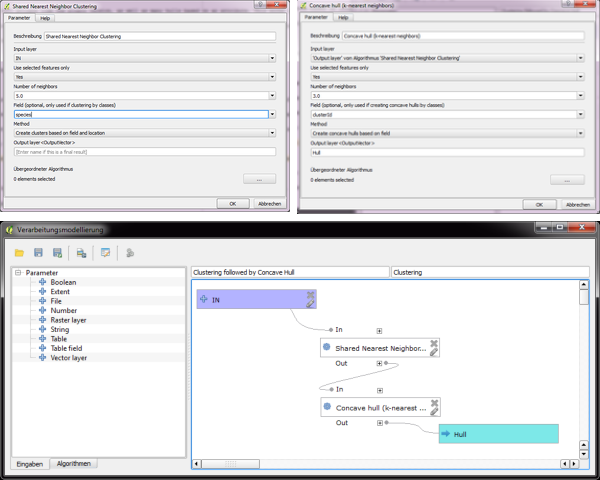 Shared Nearest Neighbor Clustering
Parameter Help
Beschreibung Shared Nearest Neighbor Clustering
Input layer
IN
Use selected features only
Yes
Number of neighbors
5.0
Field (optional, only used if clustering by classes)
species
Method
Create clusters based on field and location
Output layer <OutputVector>
[Enter name if this is a final result]
Übergeordneter Algorithmus
0 elements selected
...
OK Abbrechen
Concave hull (k-nearest neighbors)
Parameter Help
Beschreibung Concave hull (k-nearest neighbors)
Input layer
'Output layer' von Algorithmus 'Shared Nearest Neighbor Clustering'
Use selected features only
Yes
Number of neighbors
3.0
Field (optional, only used if creating concave hulls by classes)
clusterId
Method
Create concave hulls based on field
Output layer <OutputVector>
Hull
Übergeordneter Algorithmus
0 elements selected
...
OK Abbrechen
Verarbeitungsmodellierung
Parameter
Boolean
Extent
File
Number
Raster layer
String
Table
Table field
Vector layer
Eingaben Algorithmen
Clustering followed by Concave Hull Clustering
IN
In
Shared Nearest Neighbor...
Out
In
Concave hull (k-nearest ...
Out
Hull